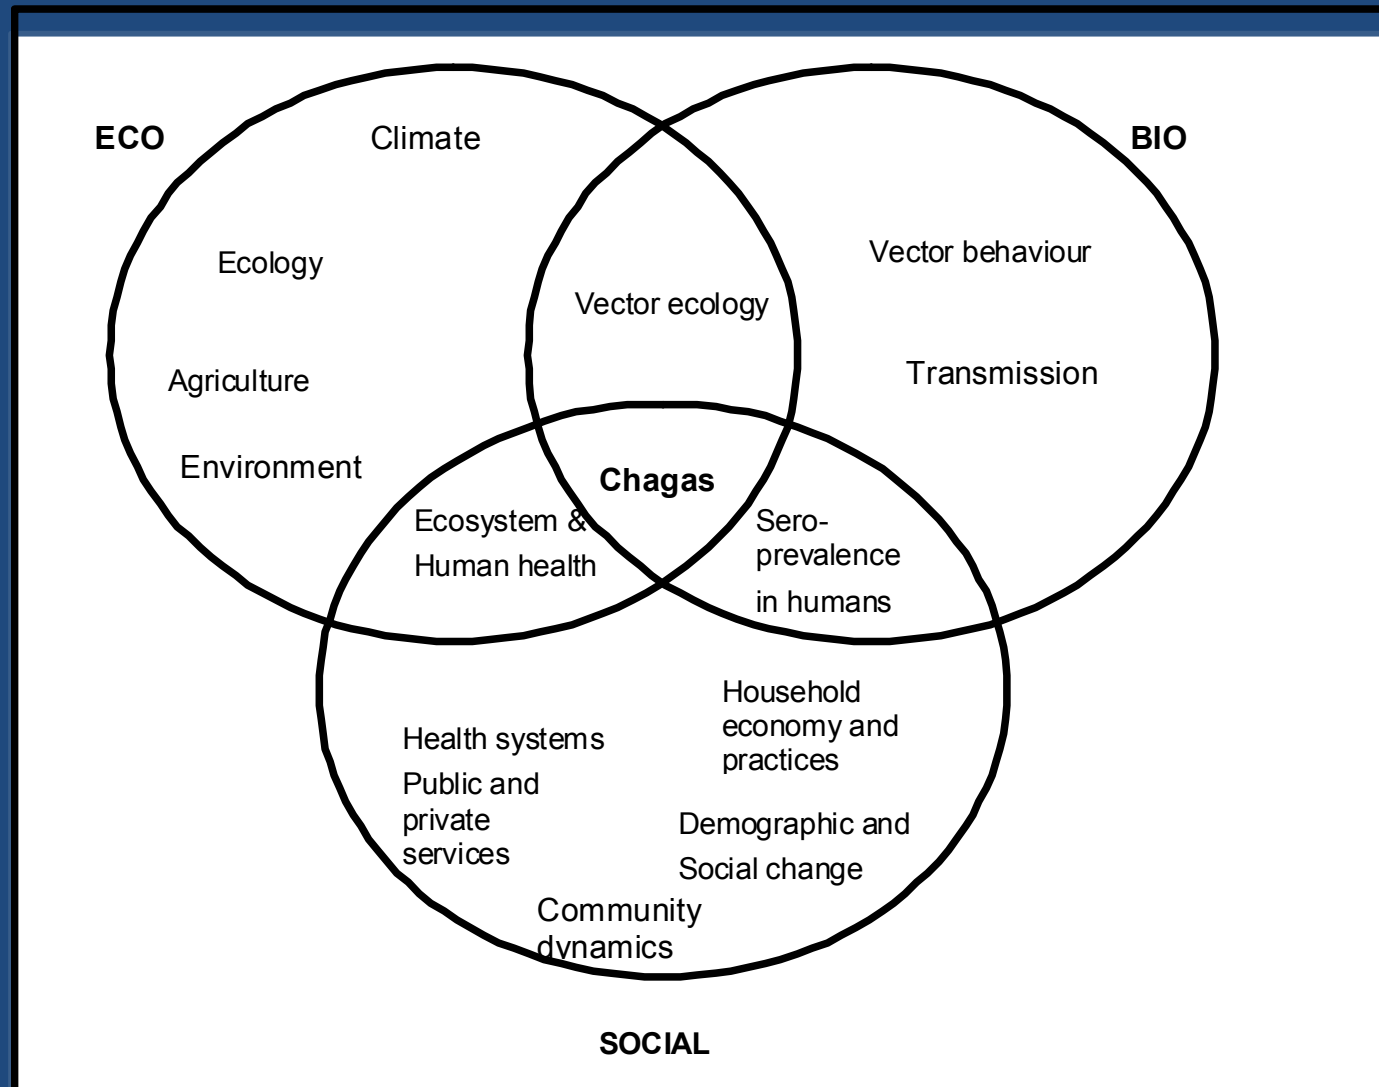 ECO
Climate
BIO
Ecology
Vector behaviour
Vector ecology
Agriculture
Transmission
Environment
Chagas
Ecosystem &
Human health
Sero-
prevalence
in humans
Health systems
Public and
private
services
Household
economy and
practices
Demographic and
Social change
Community
dynamics
SOCIAL